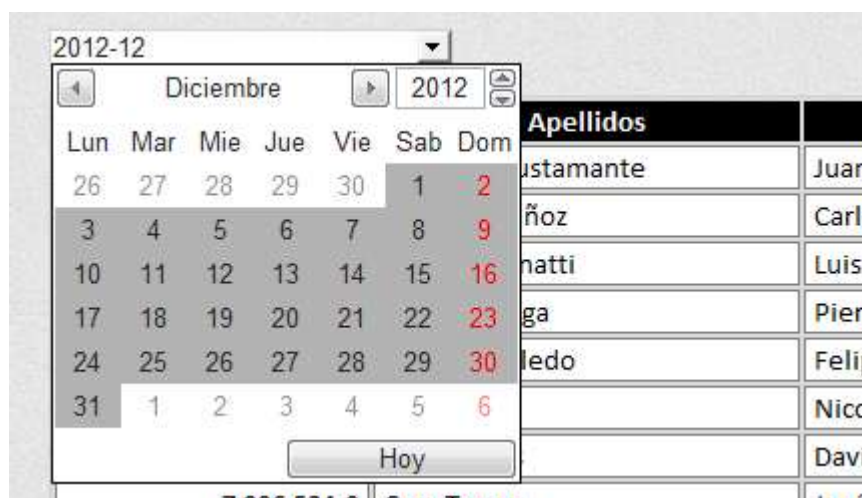 2012-12
Diciembre 2012
Apellidos
Lun Mar Mie Jue Vie Sab Dom
26 27 28 29 30 1 2
3 4 5 6 7 8 9
10 11 12 13 14 15 16
17 18 19 20 21 22 23
24 25 26 27 28 29 30
31 1 2 3 4 5 6
Hoy
ustamante Juar
ñoz Carl
natti Luis
ga Pier
ledo Feli
Nico
Davi